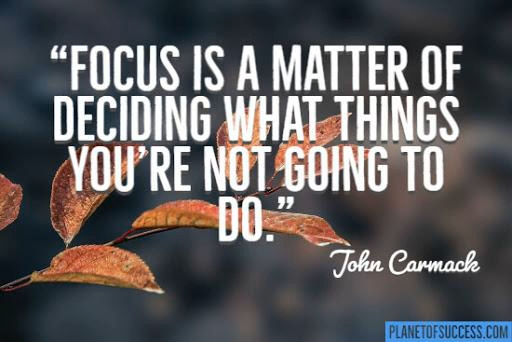 “FOCUS IS A MATTER OF
DECIDING WHAT THINGS
YOU’RE NOT GOING TO
DO.”
John Carmack
PLANETOFSUCCESS.COM